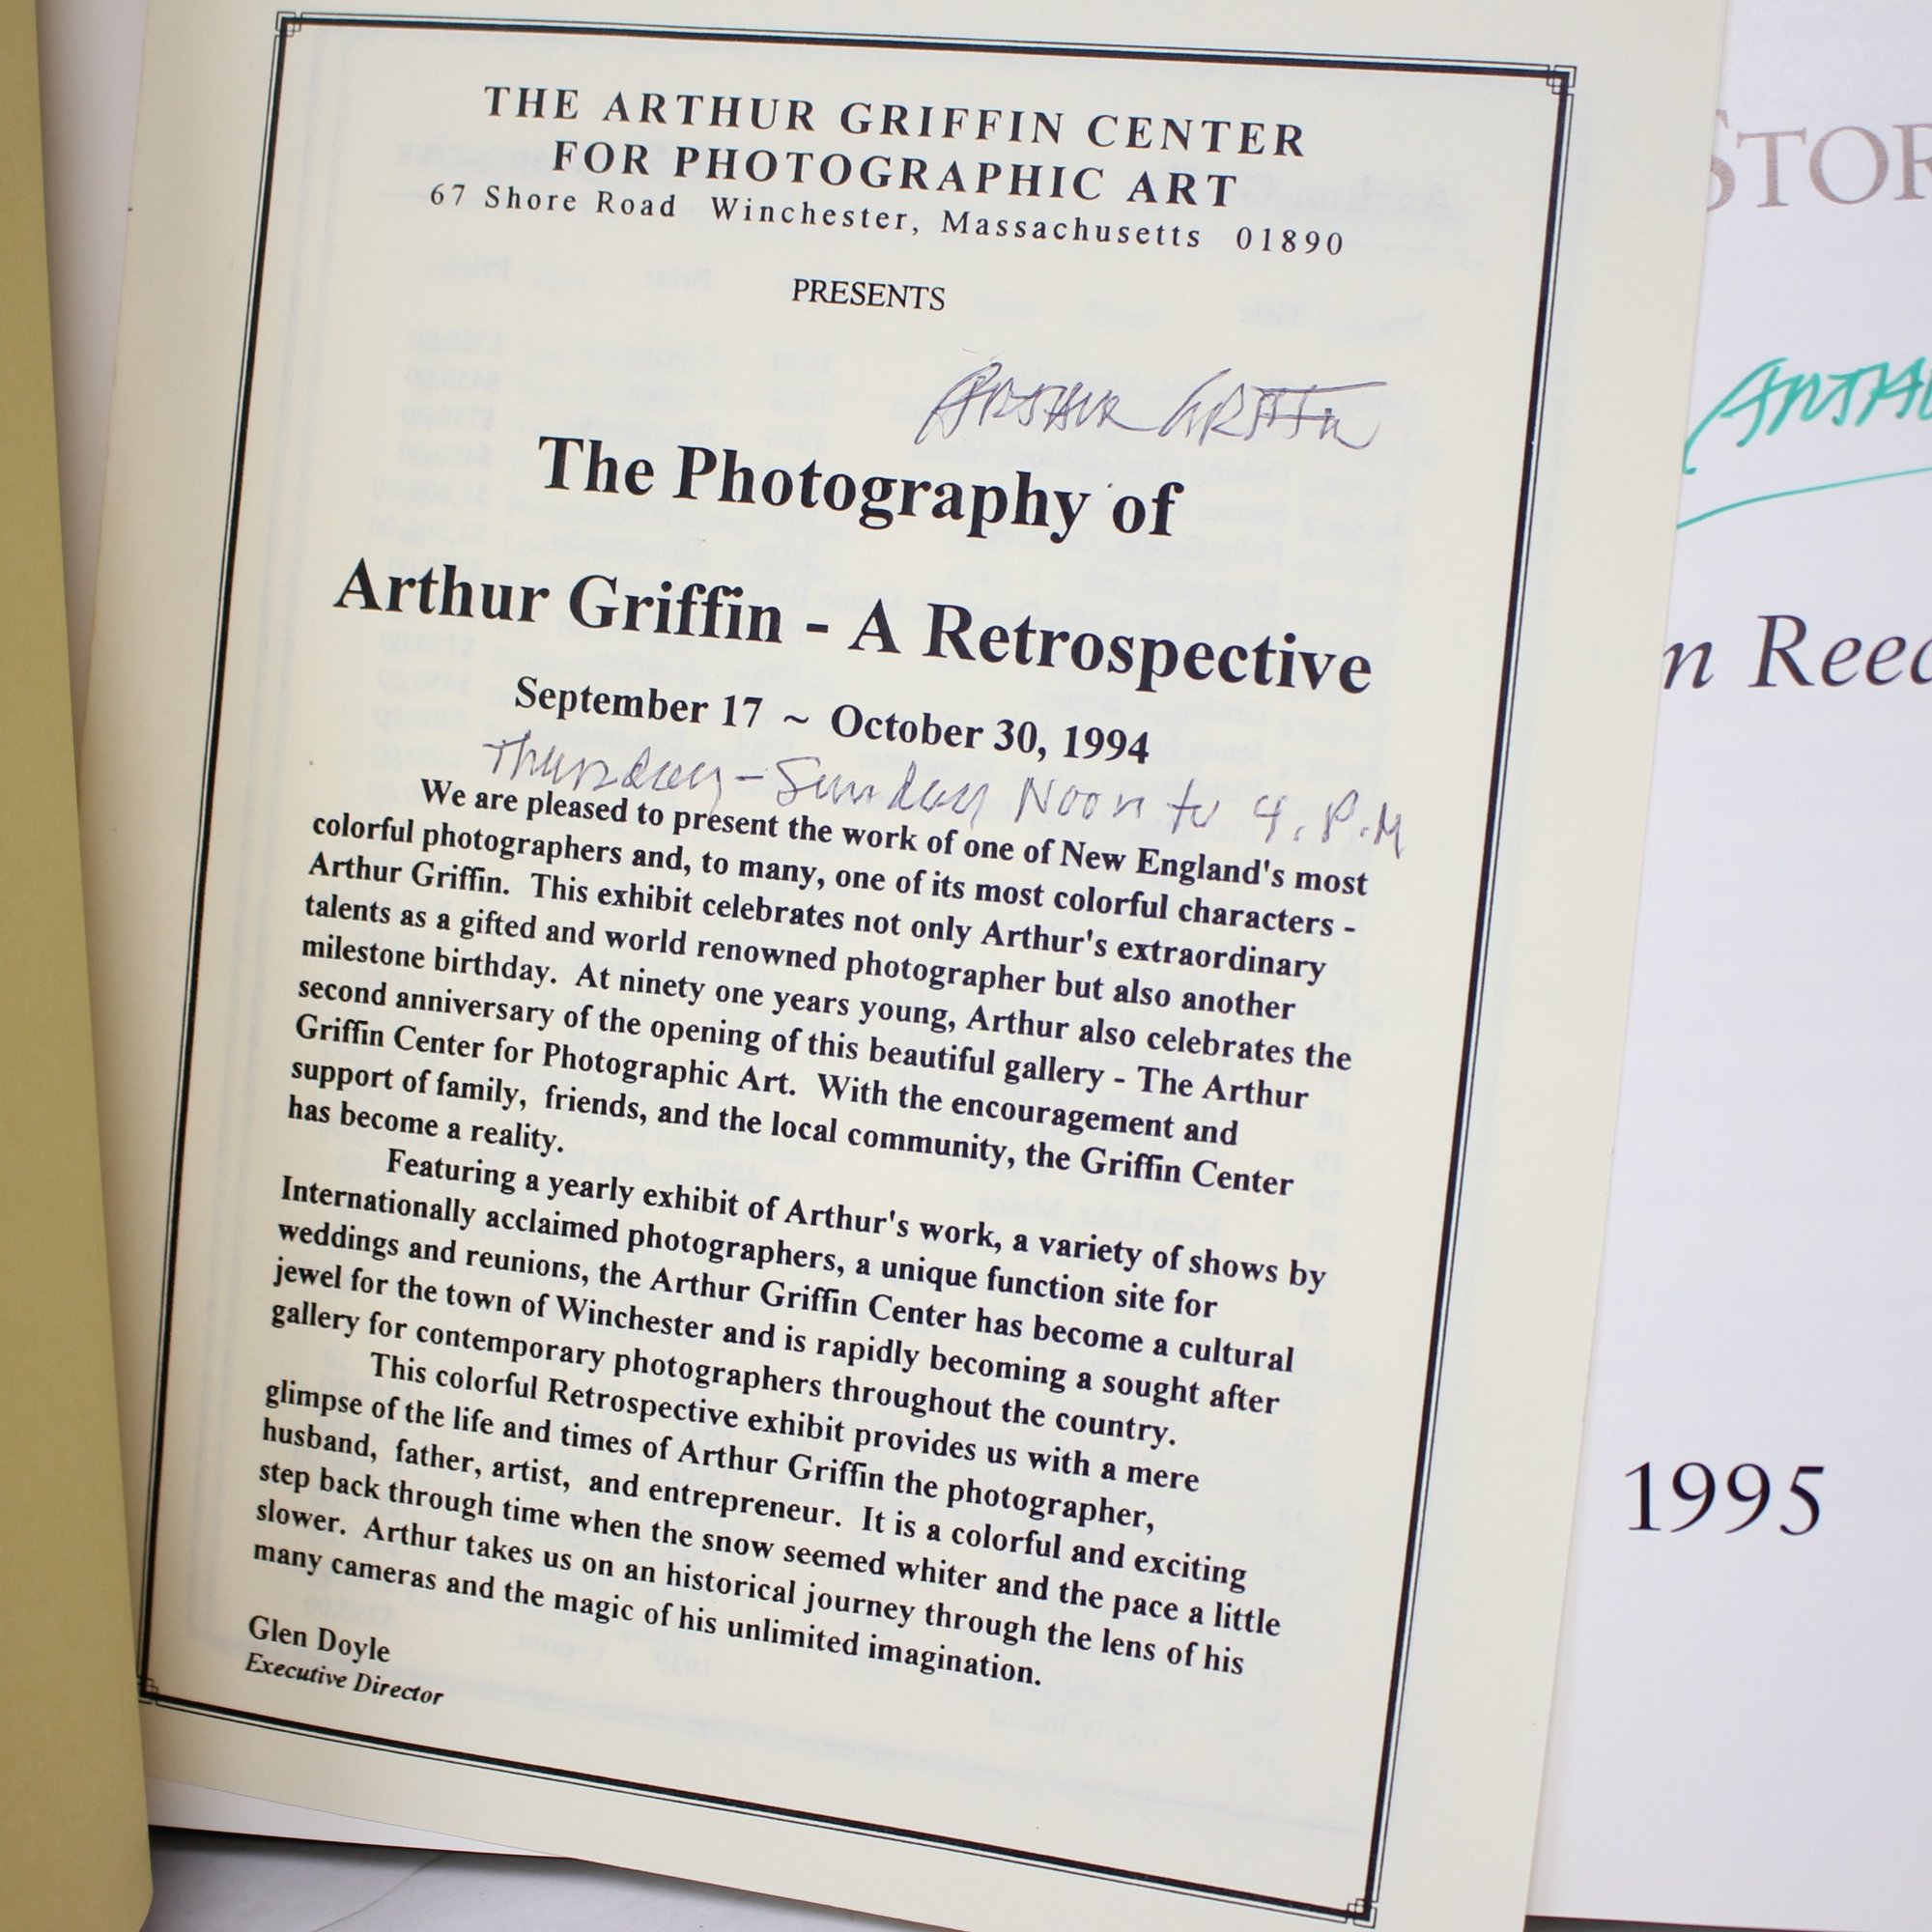 THE ARTHUR GRIFFIN CENTER
FOR PHOTOGRAPHIC ART
67 Shore Road Winchester, Massachusetts 01890
PRESENTS
ARTHUR GRIFFIN
The Photography of
Arthur Griffin - A Retrospective
September 17 ~ October 30, 1994
Thursday - Sunday Noon to 4. P.M
We are pleased to present the work of one of New England's most
colorful photographers and, to many, one of its most colorful characters -
Arthur Griffin. This exhibit celebrates not only Arthur's extraordinary
talents as a gifted and world renowned photographer but also another
milestone birthday. At ninety one years young, Arthur also celebrates the
second anniversary of the opening of this beautiful gallery - The Arthur
Griffin Center for Photographic Art. With the encouragement and
support of family, friends, and the local community, the Griffin Center
has become a reality.
Featuring a yearly exhibit of Arthur's work, a variety of shows by
Internationally acclaimed photographers, a unique function site for
weddings and reunions, the Arthur Griffin Center has become a cultural
jewel for the town of Winchester and is rapidly becoming a sought after
gallery for contemporary photographers throughout the country.
This colorful Retrospective exhibit provides us with a mere
glimpse of the life and times of Arthur Griffin the photographer,
husband, father, artist, and entrepreneur. It is a colorful and exciting
step back through time when the snow seemed whiter and the pace a little
slower. Arthur takes us on an historical journey through the lens of his
many cameras and the magic of his unlimited imagination.
Glen Doyle
Executive Director
STOR
ARTHU
n Reed
1995